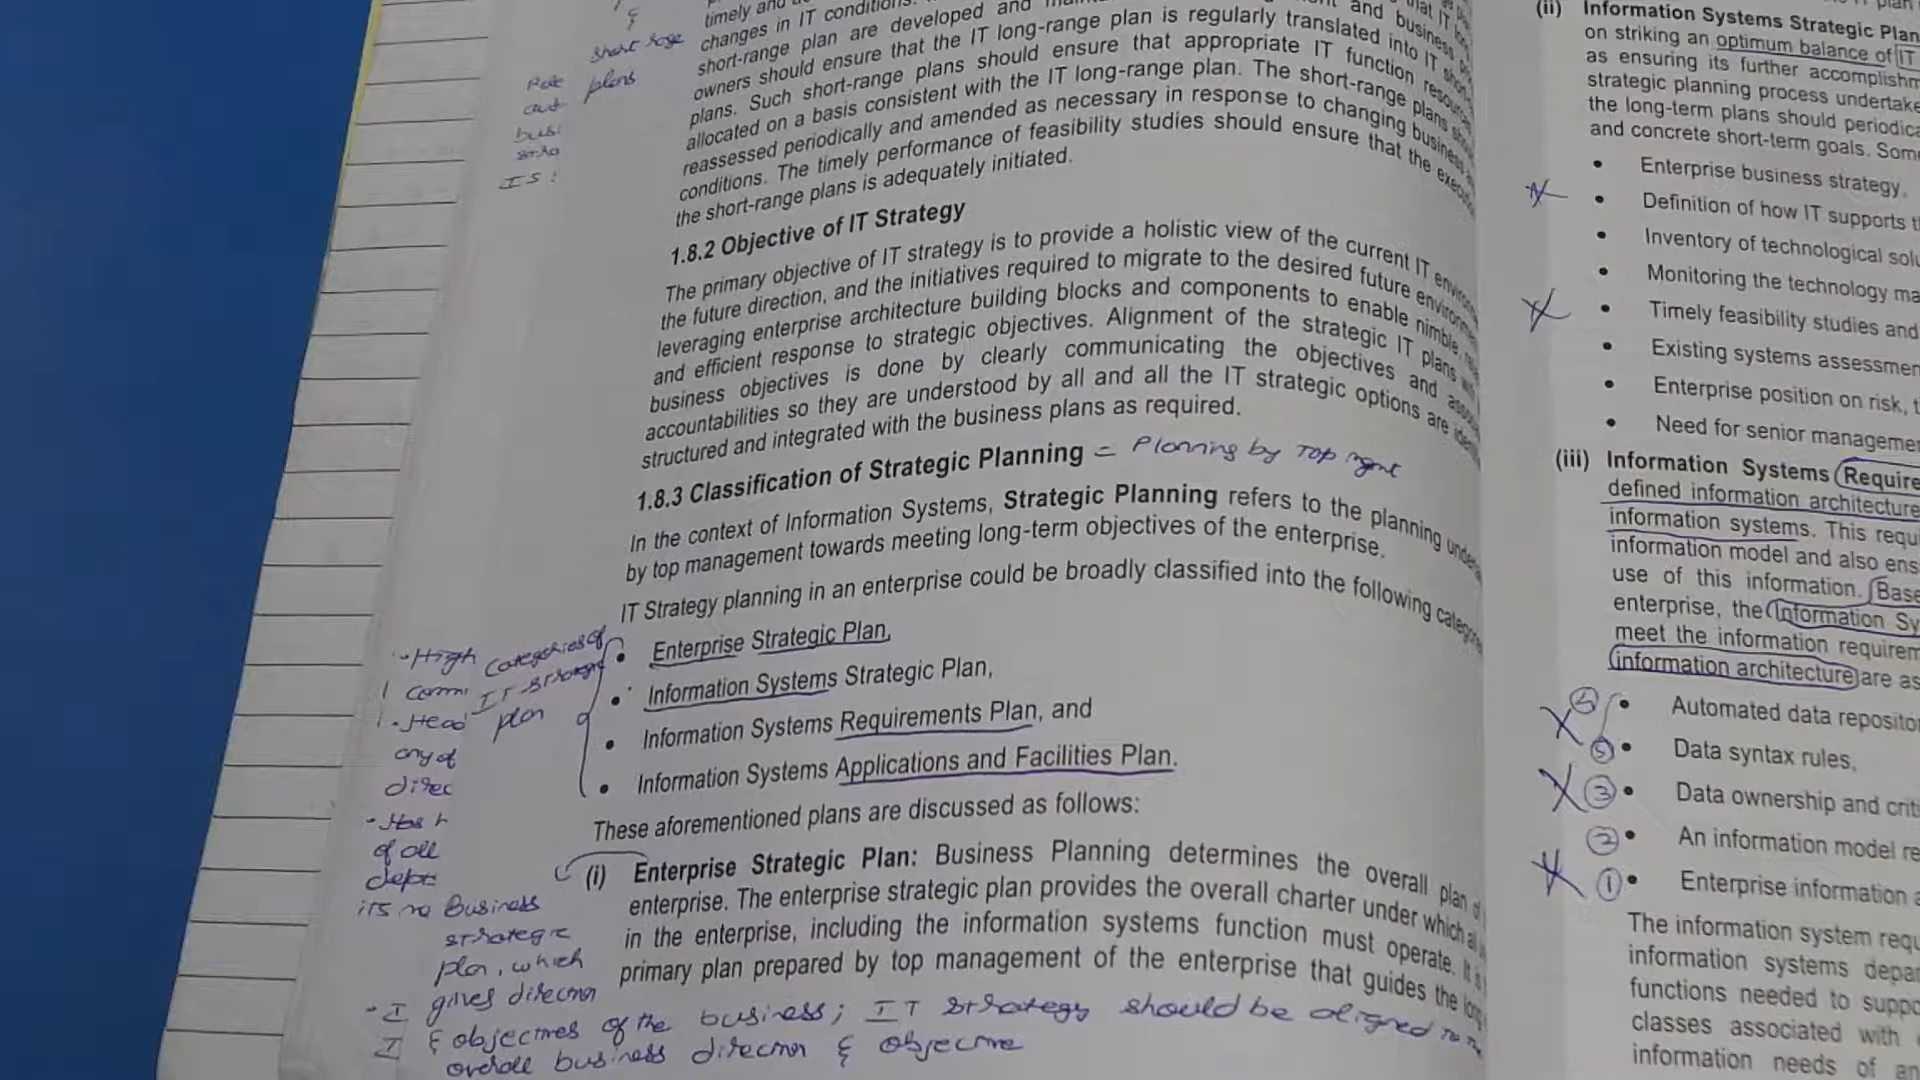 timely and
changes in IT conditions.
short-range plan are developed and
owners should ensure that the IT long-range plan is regularly translated into IT short
plans. Such short-range plans should ensure that appropriate IT function resources
allocated on a basis consistent with the IT long-range plan. The short-range plans
reassessed periodically and amended as necessary in response to changing business
conditions. The timely performance of feasibility studies should ensure that the
the short-range plans is adequately initiated.
1.8.2 Objective of IT Strategy
The primary objective of IT strategy is to provide a holistic view of the current IT
the future direction, and the initiatives required to migrate to the desired future
leveraging enterprise architecture building blocks and components to enable nimble,
and efficient response to strategic objectives. Alignment of the strategic IT plans
business objectives is done by clearly communicating the objectives and
accountabilities so they are understood by all and all the IT strategic options are
structured and integrated with the business plans as required.
1.8.3 Classification of Strategic Planning = Planning by Top mgmt
In the context of Information Systems, Strategic Planning refers to the planning
by top management towards meeting long-term objectives of the enterprise.
IT Strategy planning in an enterprise could be broadly classified into the following
• Enterprise Strategic Plan,
• Information Systems Strategic Plan,
• Information Systems Requirements Plan, and
• Information Systems Applications and Facilities Plan.
These aforementioned plans are discussed as follows:
(i) Enterprise Strategic Plan: Business Planning determines the overall plan
enterprise. The enterprise strategic plan provides the overall charter under which
in the enterprise, including the information systems function must operate. It is
primary plan prepared by top management of the enterprise that guides the
plans
High
Categories of
IT strategy
plan
Head
of all
its no Business
strategic
plan, which
gives direction
& objectives of the business; IT strategy should be aligned to
overall business direction & objective
(ii) Information Systems Strategic Plan
on striking an optimum balance of IT
as ensuring its further
strategic planning process
the long-term plans should
and concrete short-term goals.
• Enterprise business strategy,
• Definition of how IT supports
• Inventory of technological
• Monitoring the technology
• Timely feasibility studies and
• Existing systems
• Enterprise position on risk,
• Need for senior
(iii) Information Systems
defined information architecture
information systems. This
information model and also
use of this information.
enterprise, the Information
meet the information
information architecture are as
• Automated data
⑤ • Data syntax rules,
③ • Data ownership and
② • An information model
① • Enterprise information
The information system
information systems
functions needed to
classes associated with
information needs of